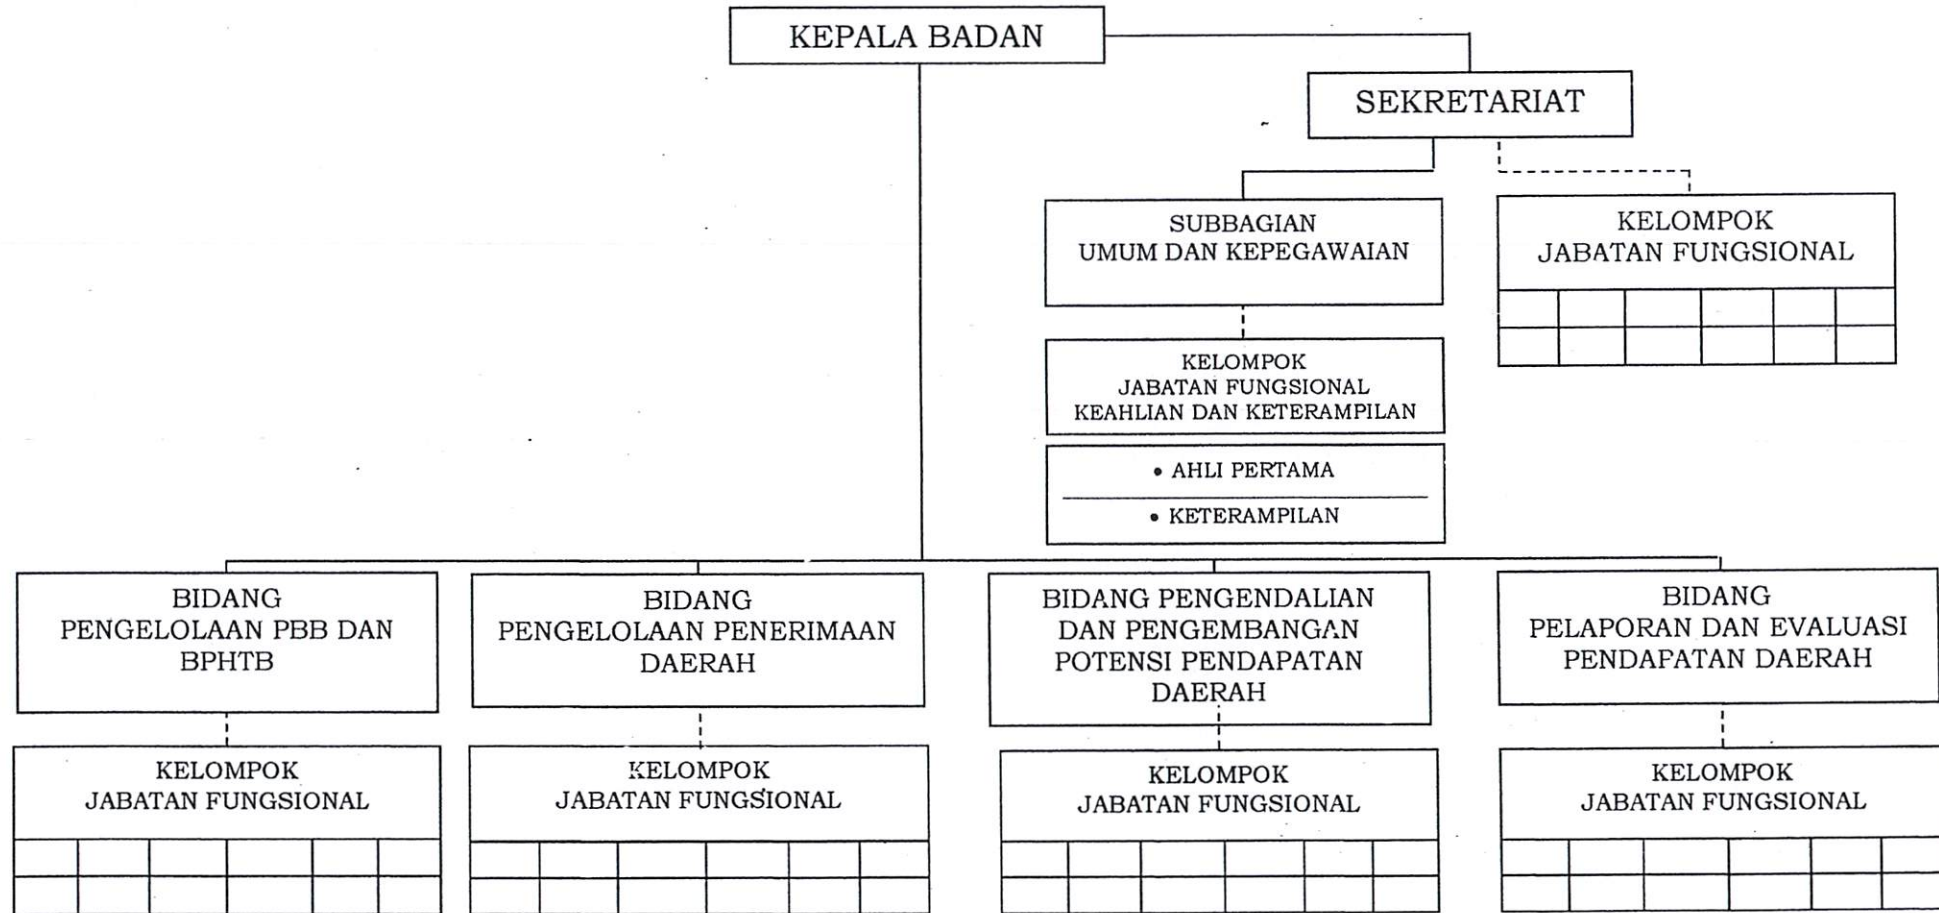 KEPALA BADAN
SEKRETARIAT
SUBBAGIAN
UMUM DAN KEPEGAWAIAN
KELOMPOK
JABATAN FUNGSIONAL
KELOMPOK
JABATAN FUNGSIONAL
KEAHLIAN DAN KETERAMPILAN
• AHLI PERTAMA
• KETERAMPILAN
BIDANG
PENGELOLAAN PBB DAN
BPHTB
BIDANG
PENGELOLAAN PENERIMAAN
DAERAH
BIDANG PENGENDALIAN
DAN PENGEMBANGAN
POTENSI PENDAPATAN
DAERAH
BIDANG
PELAPORAN DAN EVALUASI
PENDAPATAN DAERAH
KELOMPOK
JABATAN FUNGSIONAL
KELOMPOK
JABATAN FUNGSIONAL
KELOMPOK
JABATAN FUNGSIONAL
KELOMPOK
JABATAN FUNGSIONAL